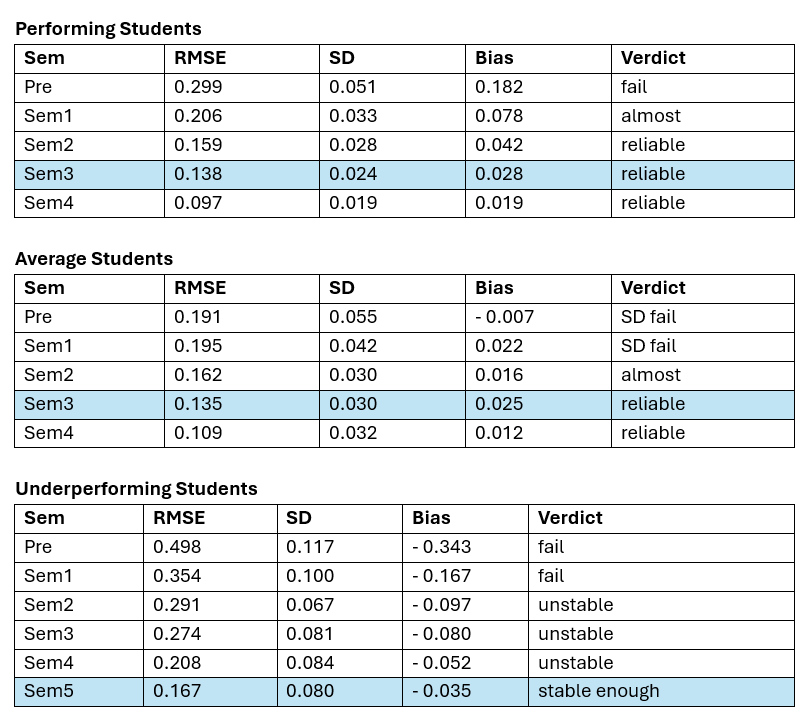 Performing Students
Sem RMSE SD Bias Verdict
Pre 0.299 0.051 0.182 fail
Sem1 0.206 0.033 0.078 almost
Sem2 0.159 0.028 0.042 reliable
Sem3 0.138 0.024 0.028 reliable
Sem4 0.097 0.019 0.019 reliable
Average Students
Sem RMSE SD Bias Verdict
Pre 0.191 0.055 - 0.007 SD fail
Sem1 0.195 0.042 0.022 SD fail
Sem2 0.162 0.030 0.016 almost
Sem3 0.135 0.030 0.025 reliable
Sem4 0.109 0.032 0.012 reliable
Underperforming Students
Sem RMSE SD Bias Verdict
Pre 0.498 0.117 - 0.343 fail
Sem1 0.354 0.100 - 0.167 fail
Sem2 0.291 0.067 - 0.097 unstable
Sem3 0.274 0.081 - 0.080 unstable
Sem4 0.208 0.084 - 0.052 unstable
Sem5 0.167 0.080 - 0.035 stable enough